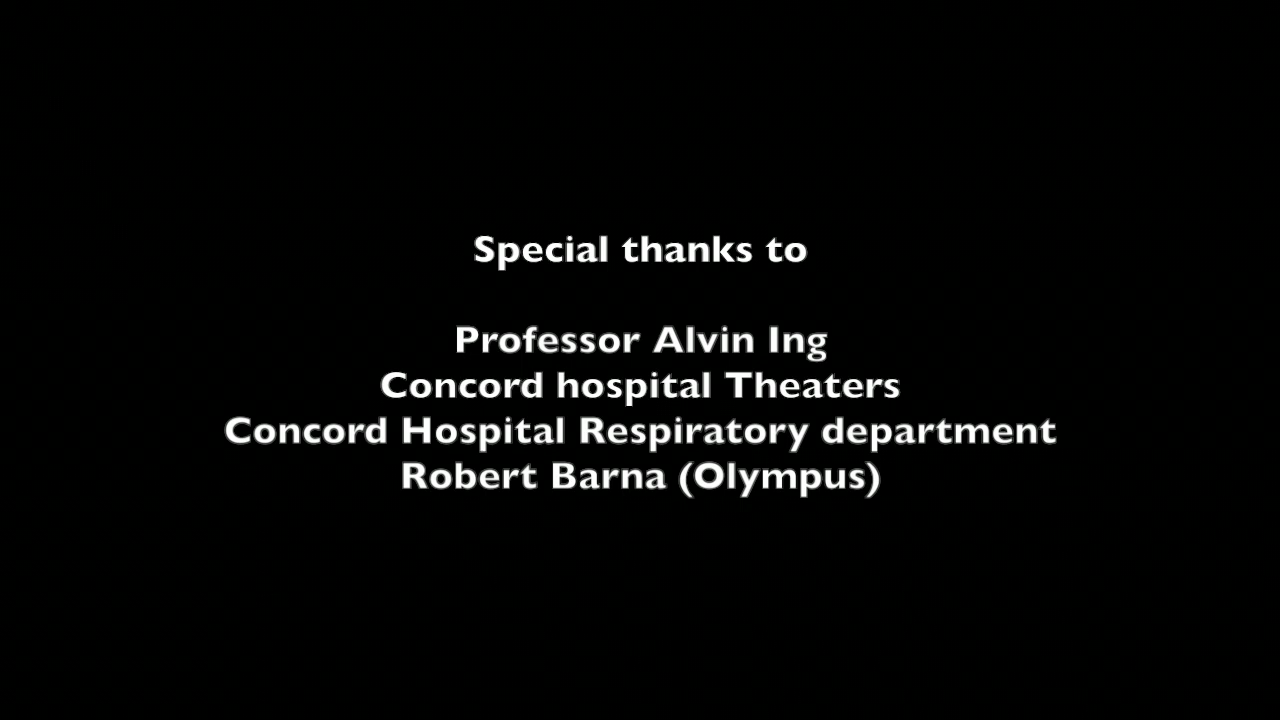 Special thanks to
Professor Alvin Ing
Concord hospital Theaters
Concord Hospital Respiratory department
Robert Barna (Olympus)